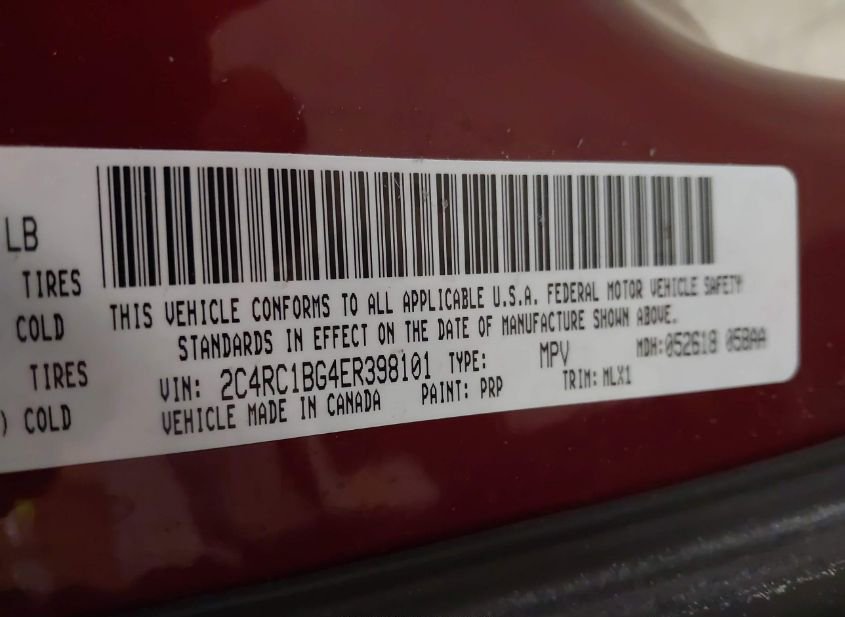 LB
TIRES
COLD
TIRES
) COLD
THIS VEHICLE CONFORMS TO ALL APPLICABLE U.S.A. FEDERAL MOTOR VEHICLE SAFETY
STANDARDS IN EFFECT ON THE DATE OF MANUFACTURE SHOWN ABOVE.
VIN: 2C4RC1BG4ER398101 TYPE: MPV MDH: 052618 05BAA
VEHICLE MADE IN CANADA PAINT: PRP TRIM: MLX1